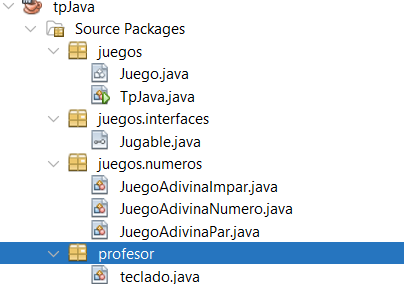 tpJava
Source Packages
juegos
Juego.java
TpJava.java
juegos.interfaces
Jugable.java
juegos.numeros
JuegoAdivinaImpar.java
JuegoAdivinaNumero.java
JuegoAdivinaPar.java
profesor
teclado.java